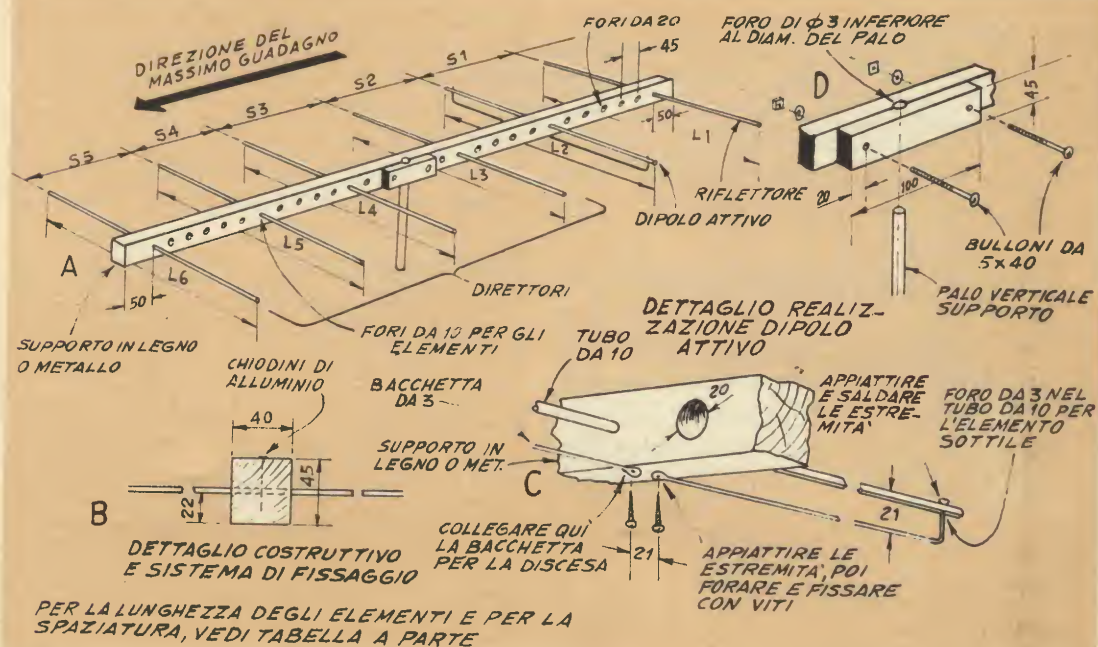 DIREZIONE DEL
MASSIMO GUADAGNO
S5
S4
S3
S2
S1
FORI DA 20
45
50
L1
L2
L3
L4
L5
L6
RIFLETTORE
DIPOLO ATTIVO
DIRETTORI
A
50
SUPPORTO IN LEGNO
O METALLO
FORI DA 10 PER GLI
ELEMENTI
FORO DI φ 3 INFERIORE
AL DIAM. DEL PALO
D
45
20
100
BULLONI DA
5x40
PALO VERTICALE
SUPPORTO
CHIODINI DI
ALLUMINIO
40
45
22
B
DETTAGLIO COSTRUTTIVO
E SISTEMA DI FISSAGGIO
DETTAGLIO REALIZ-
ZAZIONE DIPOLO
ATTIVO
TUBO
DA 10
BACCHETTA
DA 3
20
APPIATTIRE
E SALDARE
LE ESTRE-
MITA'
FORO DA 3 NEL
TUBO DA 10 PER
L'ELEMENTO
SOTTILE
SUPPORTO IN
LEGNO O MET.
C
21
COLLEGARE QUI
LA BACCHETTA
PER LA DISCESA
21
APPIATTIRE LE
ESTREMITA', POI
FORARE E FISSARE
CON VITI
PER LA LUNGHEZZA DEGLI ELEMENTI E PER LA
SPAZIATURA, VEDI TABELLA A PARTE